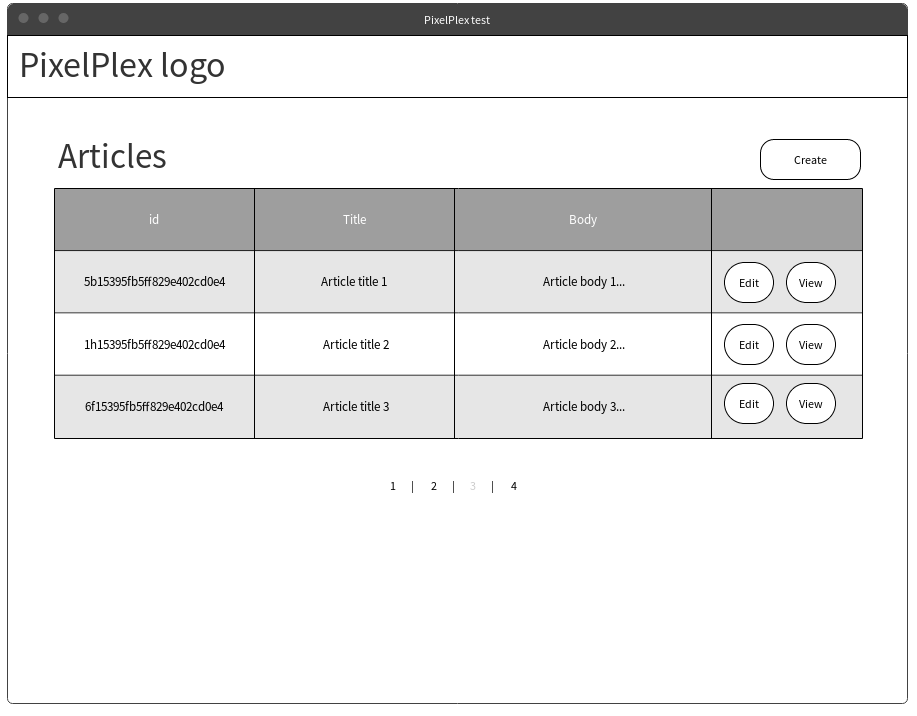 PixelPlex test
PixelPlex logo
Articles
Create
id Title Body
5b15395fb5ff829e402cd0e4 Article title 1 Article body 1... Edit View
1h15395fb5ff829e402cd0e4 Article title 2 Article body 2... Edit View
6f15395fb5ff829e402cd0e4 Article title 3 Article body 3... Edit View
1 | 2 | 3 | 4